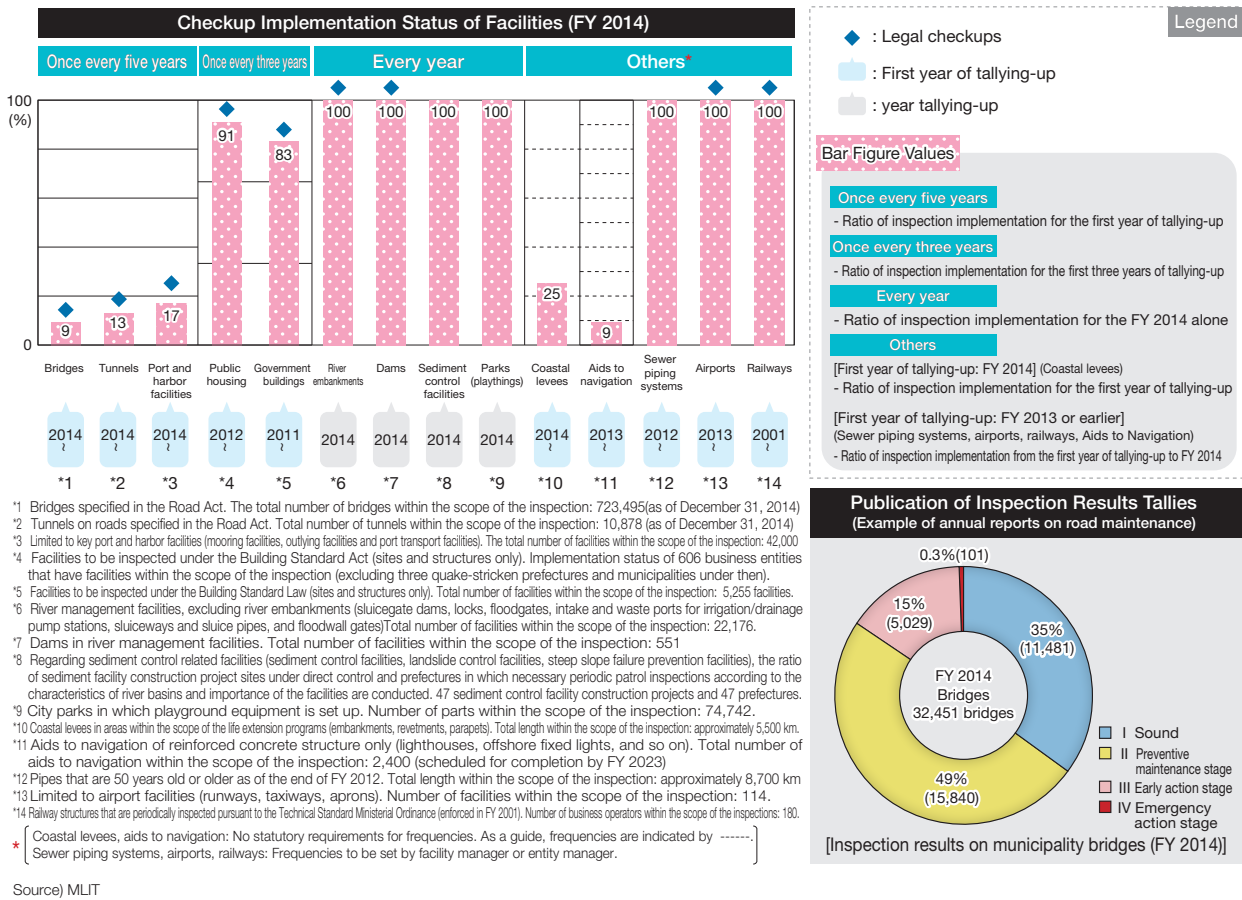 Checkup Implementation Status of Facilities (FY 2014)
Once every five years
Once every three years
Every year
Others*
100
(%)
0
9
13
17
91
83
100
100
100
100
25
9
100
100
100
Bridges
Tunnels
Port and harbor facilities
Public housing
Government buildings
River embankments
Dams
Sediment control facilities
Parks (playthings)
Coastal levees
Aids to navigation
Sewer piping systems
Airports
Railways
2014 ~
2014 ~
2014 ~
2012 ~
2011 ~
2014
2014
2014
2014
2014 ~
2013 ~
2012 ~
2013 ~
2001 ~
*1 *2 *3 *4 *5 *6 *7 *8 *9 *10 *11 *12 *13 *14
*1 Bridges specified in the Road Act. The total number of bridges within the scope of the inspection: 723,495(as of December 31, 2014)
*2 Tunnels on roads specified in the Road Act. Total number of tunnels within the scope of the inspection: 10,878 (as of December 31, 2014)
*3 Limited to key port and harbor facilities (mooring facilities, outlying facilities and port transport facilities). The total number of facilities within the scope of the inspection: 42,000
*4 Facilities to be inspected under the Building Standard Act (sites and structures only). Implementation status of 606 business entities
that have facilities within the scope of the inspection (excluding three quake-stricken prefectures and municipalities under then).
*5 Facilities to be inspected under the Building Standard Law (sites and structures only). Total number of facilities within the scope of the inspection: 5,255 facilities.
*6 River management facilities, excluding river embankments (sluicegate dams, locks, floodgates, intake and waste ports for irrigation/drainage
pump stations, sluiceways and sluice pipes, and floodwall gates)Total number of facilities within the scope of the inspection: 22,176.
*7 Dams in river management facilities. Total number of facilities within the scope of the inspection: 551
*8 Regarding sediment control related facilities (sediment control facilities, landslide control facilities, steep slope failure prevention facilities), the ratio
of sediment facility construction project sites under direct control and prefectures in which necessary periodic patrol inspections according to the
characteristics of river basins and importance of the facilities are conducted. 47 sediment control facility construction projects and 47 prefectures.
*9 City parks in which playground equipment is set up. Number of parts within the scope of the inspection: 74,742.
*10 Coastal levees in areas within the scope of the life extension programs (embankments, revetments, parapets). Total length within the scope of the inspection: approximately 5,500 km.
*11 Aids to navigation of reinforced concrete structure only (lighthouses, offshore fixed lights, and so on). Total number of
aids to navigation within the scope of the inspection: 2,400 (scheduled for completion by FY 2023)
*12 Pipes that are 50 years old or older as of the end of FY 2012. Total length within the scope of the inspection: approximately 8,700 km
*13 Limited to airport facilities (runways, taxiways, aprons). Number of facilities within the scope of the inspection: 114.
*14 Railway structures that are periodically inspected pursuant to the Technical Standard Ministerial Ordinance (enforced in FY 2001). Number of business operators within the scope of the inspections: 180.
* Coastal levees, aids to navigation: No statutory requirements for frequencies. As a guide, frequencies are indicated by ------.
Sewer piping systems, airports, railways: Frequencies to be set by facility manager or entity manager.
Source) MLIT
Legend
: Legal checkups
: First year of tallying-up
: year tallying-up
Bar Figure Values
Once every five years
- Ratio of inspection implementation for the first year of tallying-up
Once every three years
- Ratio of inspection implementation for the first three years of tallying-up
Every year
- Ratio of inspection implementation for the FY 2014 alone
Others
[First year of tallying-up: FY 2014] (Coastal levees)
- Ratio of inspection implementation for the first year of tallying-up
[First year of tallying-up: FY 2013 or earlier]
(Sewer piping systems, airports, railways, Aids to Navigation)
- Ratio of inspection implementation from the first year of tallying-up to FY 2014
Publication of Inspection Results Tallies
(Example of annual reports on road maintenance)
0.3%(101)
15%
(5,029)
35%
(11,481)
FY 2014
Bridges
32,451 bridges
49%
(15,840)
I Sound
II Preventive
maintenance stage
III Early action stage
IV Emergency
action stage
[Inspection results on municipality bridges (FY 2014)]